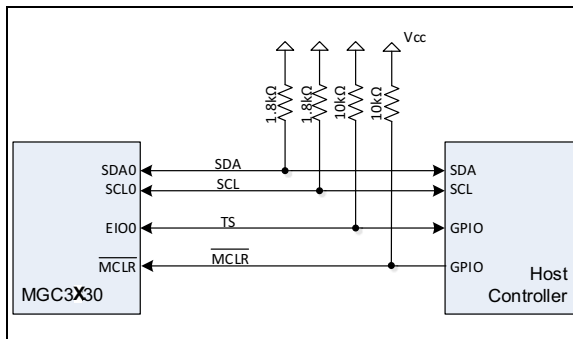 Vcc
1.8kΩ
1.8kΩ
10kΩ
10kΩ
SDA0
SDA
SDA
SCL0
SCL
SCL
EIO0
TS
GPIO
MCLR
MCLR
GPIO
MGC3X30
Host
Controller